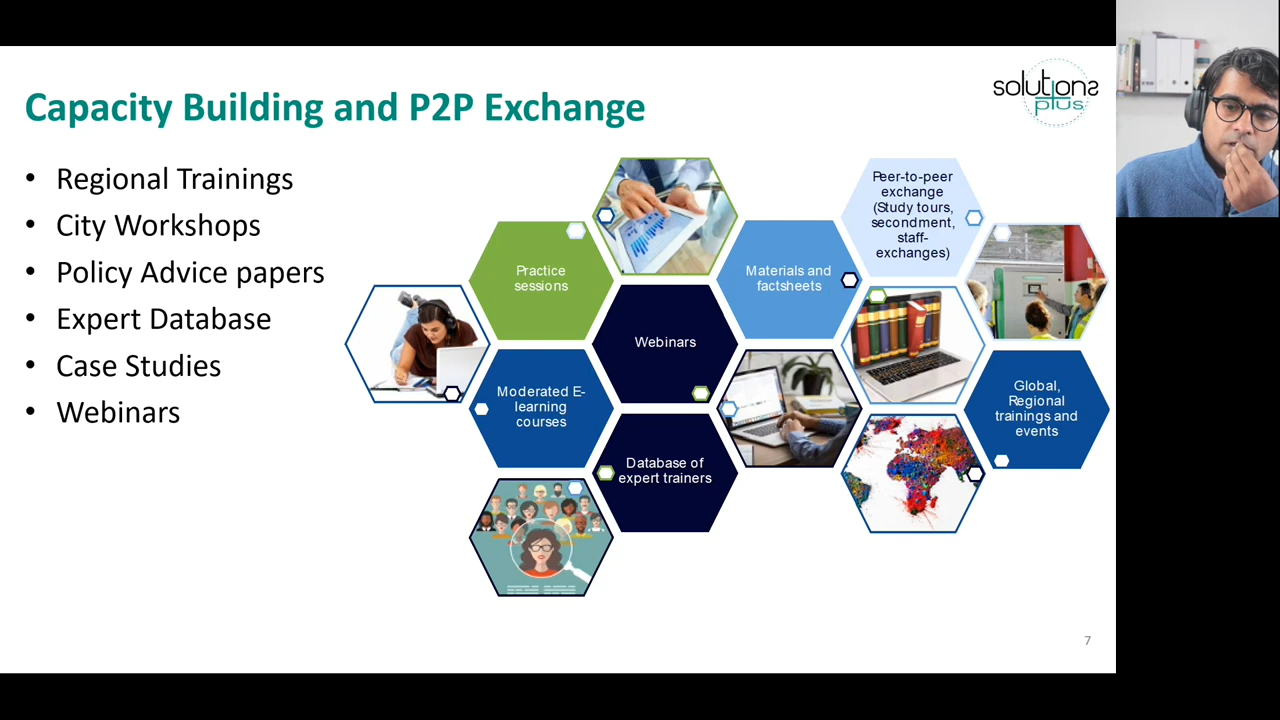 Capacity Building and P2P Exchange
solutions
plus
• Regional Trainings
• City Workshops
• Policy Advice papers
• Expert Database
• Case Studies
• Webinars
Peer-to-peer
exchange
(Study tours,
secondment,
staff-
exchanges)
Practice
sessions
Materials and
factsheets
Webinars
Moderated E-
learning
courses
Global,
Regional
trainings and
events
Database of
expert trainers
7